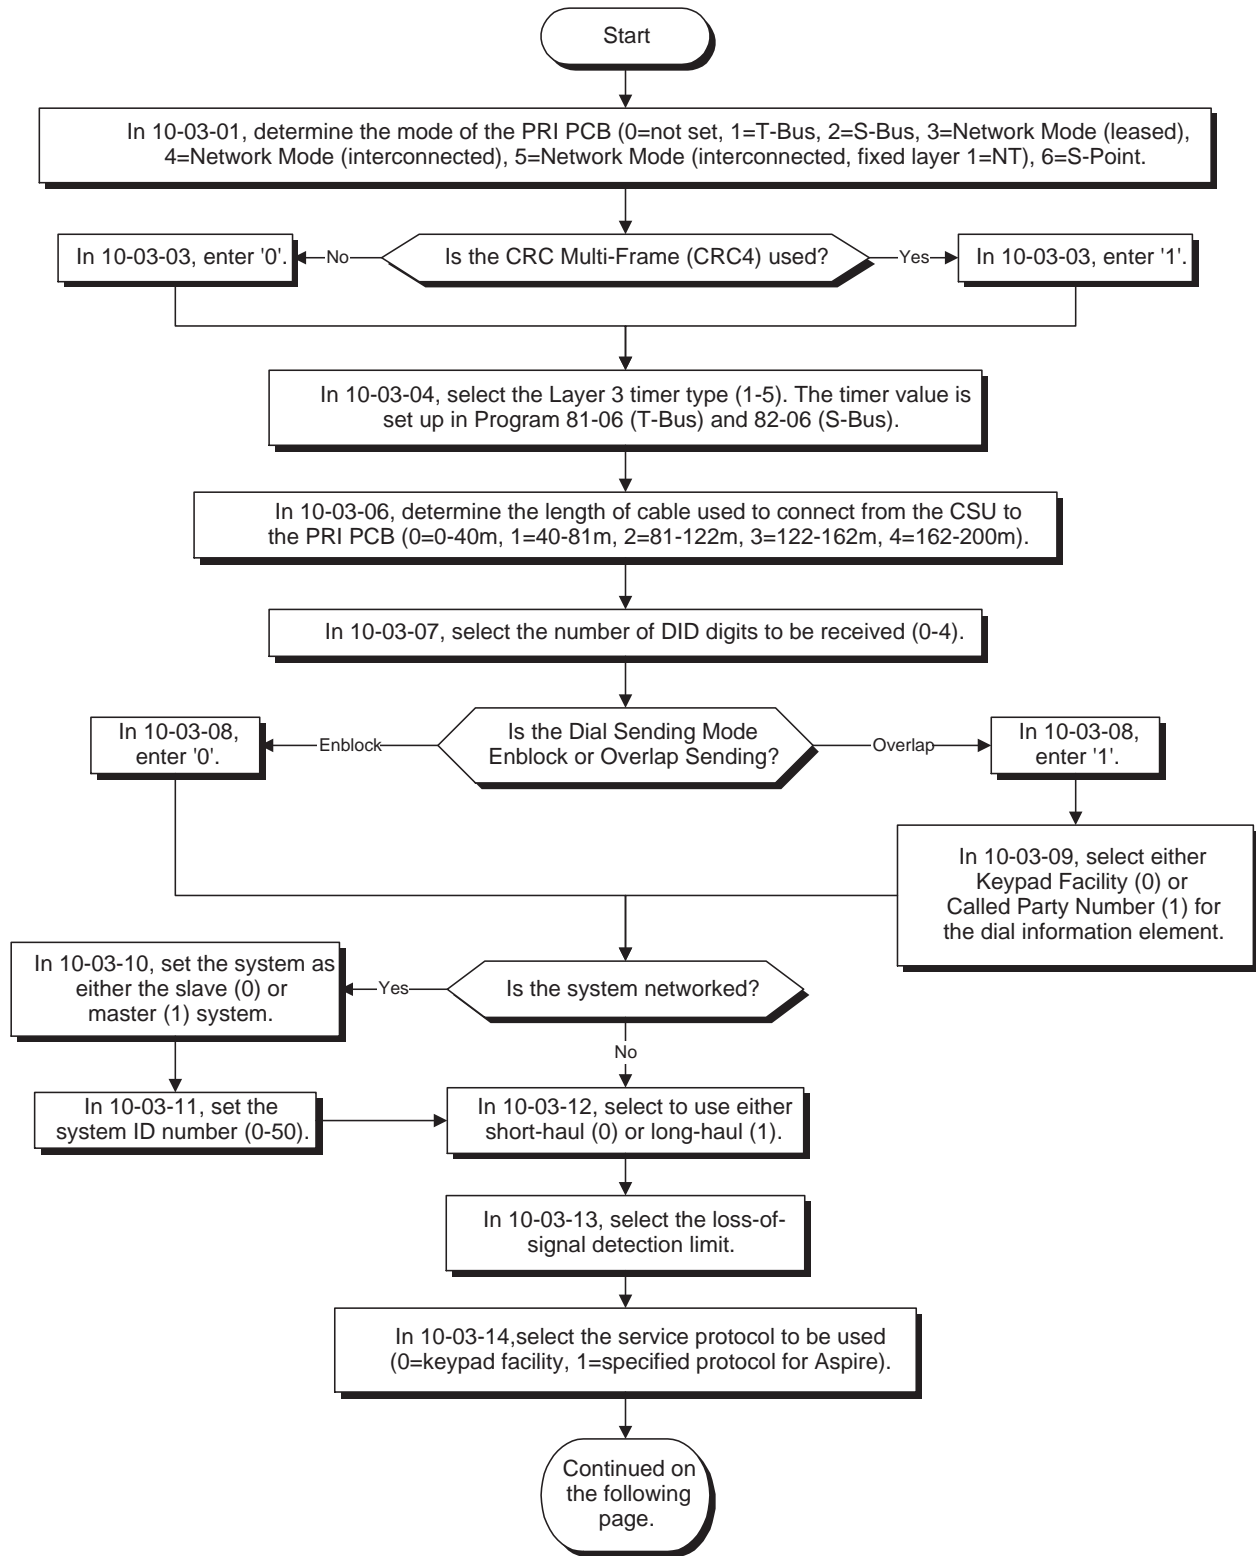 Start
In 10-03-01, determine the mode of the PRI PCB (0=not set, 1=T-Bus, 2=S-Bus, 3=Network Mode (leased),
4=Network Mode (interconnected), 5=Network Mode (interconnected, fixed layer 1=NT), 6=S-Point.
In 10-03-03, enter '0'.
No
Is the CRC Multi-Frame (CRC4) used?
Yes
In 10-03-03, enter '1'.
In 10-03-04, select the Layer 3 timer type (1-5). The timer value is
set up in Program 81-06 (T-Bus) and 82-06 (S-Bus).
In 10-03-06, determine the length of cable used to connect from the CSU to
the PRI PCB (0=0-40m, 1=40-81m, 2=81-122m, 3=122-162m, 4=162-200m).
In 10-03-07, select the number of DID digits to be received (0-4).
In 10-03-08,
enter '0'.
Enblock
Is the Dial Sending Mode
Enblock or Overlap Sending?
Overlap
In 10-03-08,
enter '1'.
In 10-03-09, select either
Keypad Facility (0) or
Called Party Number (1) for
the dial information element.
In 10-03-10, set the system as
either the slave (0) or
master (1) system.
Yes
Is the system networked?
No
In 10-03-11, set the
system ID number (0-50).
In 10-03-12, select to use either
short-haul (0) or long-haul (1).
In 10-03-13, select the loss-of-
signal detection limit.
In 10-03-14,select the service protocol to be used
(0=keypad facility, 1=specified protocol for Aspire).
Continued on
the following
page.